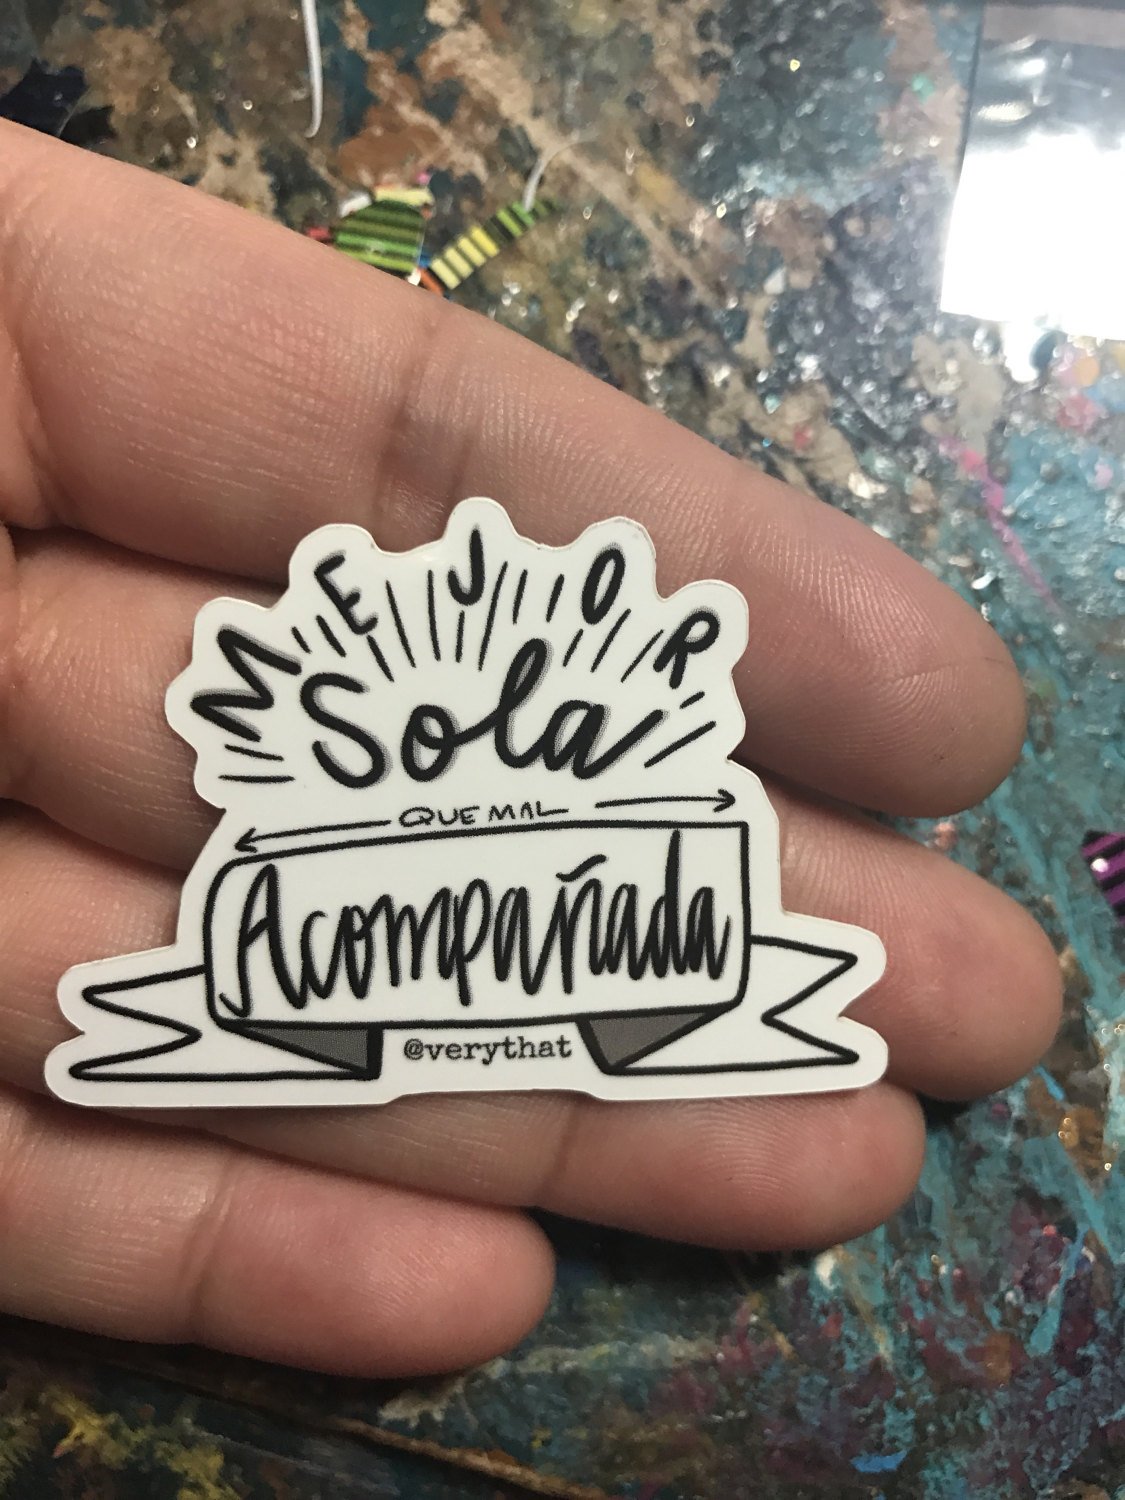 MEJOR
Sola
QUE MAL
Acompañada
@verythat